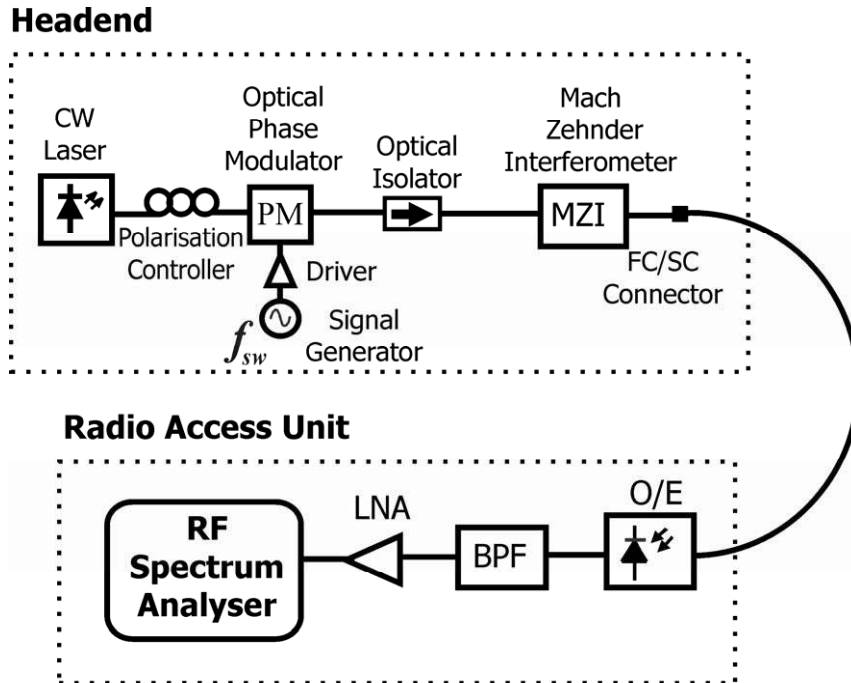 Headend
CW
Laser
Polarisation
Controller
Optical
Phase
Modulator
PM
Driver
f_sw
Signal
Generator
Optical
Isolator
Mach
Zehnder
Interferometer
MZI
FC/SC
Connector
Radio Access Unit
RF
Spectrum
Analyser
LNA
BPF
O/E